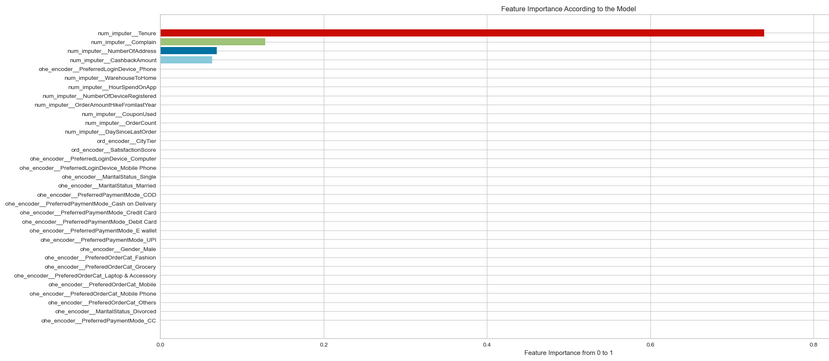 Feature Importance According to the Model
num_imputer__Tenure
num_imputer__Complain
num_imputer__NumberOfAddress
num_imputer__CashbackAmount
ohe_encoder__PreferredLoginDevice_Phone
num_imputer__WarehouseToHome
num_imputer__HourSpendOnApp
num_imputer__NumberOfDeviceRegistered
num_imputer__OrderAmountHikeFromlastYear
num_imputer__CouponUsed
num_imputer__OrderCount
num_imputer__DaySinceLastOrder
ord_encoder__CityTier
ord_encoder__SatisfactionScore
ohe_encoder__PreferredLoginDevice_Computer
ohe_encoder__PreferredLoginDevice_Mobile Phone
ohe_encoder__MaritalStatus_Single
ohe_encoder__MaritalStatus_Married
ohe_encoder__PreferredPaymentMode_COD
ohe_encoder__PreferredPaymentMode_Cash on Delivery
ohe_encoder__PreferredPaymentMode_Credit Card
ohe_encoder__PreferredPaymentMode_Debit Card
ohe_encoder__PreferredPaymentMode_E wallet
ohe_encoder__PreferredPaymentMode_UPI
ohe_encoder__Gender_Male
ohe_encoder__PreferedOrderCat_Fashion
ohe_encoder__PreferedOrderCat_Grocery
ohe_encoder__PreferedOrderCat_Laptop & Accessory
ohe_encoder__PreferedOrderCat_Mobile
ohe_encoder__PreferedOrderCat_Mobile Phone
ohe_encoder__PreferedOrderCat_Others
ohe_encoder__MaritalStatus_Divorced
ohe_encoder__PreferredPaymentMode_CC
0.0 0.2 0.4 0.6 0.8
Feature Importance from 0 to 1